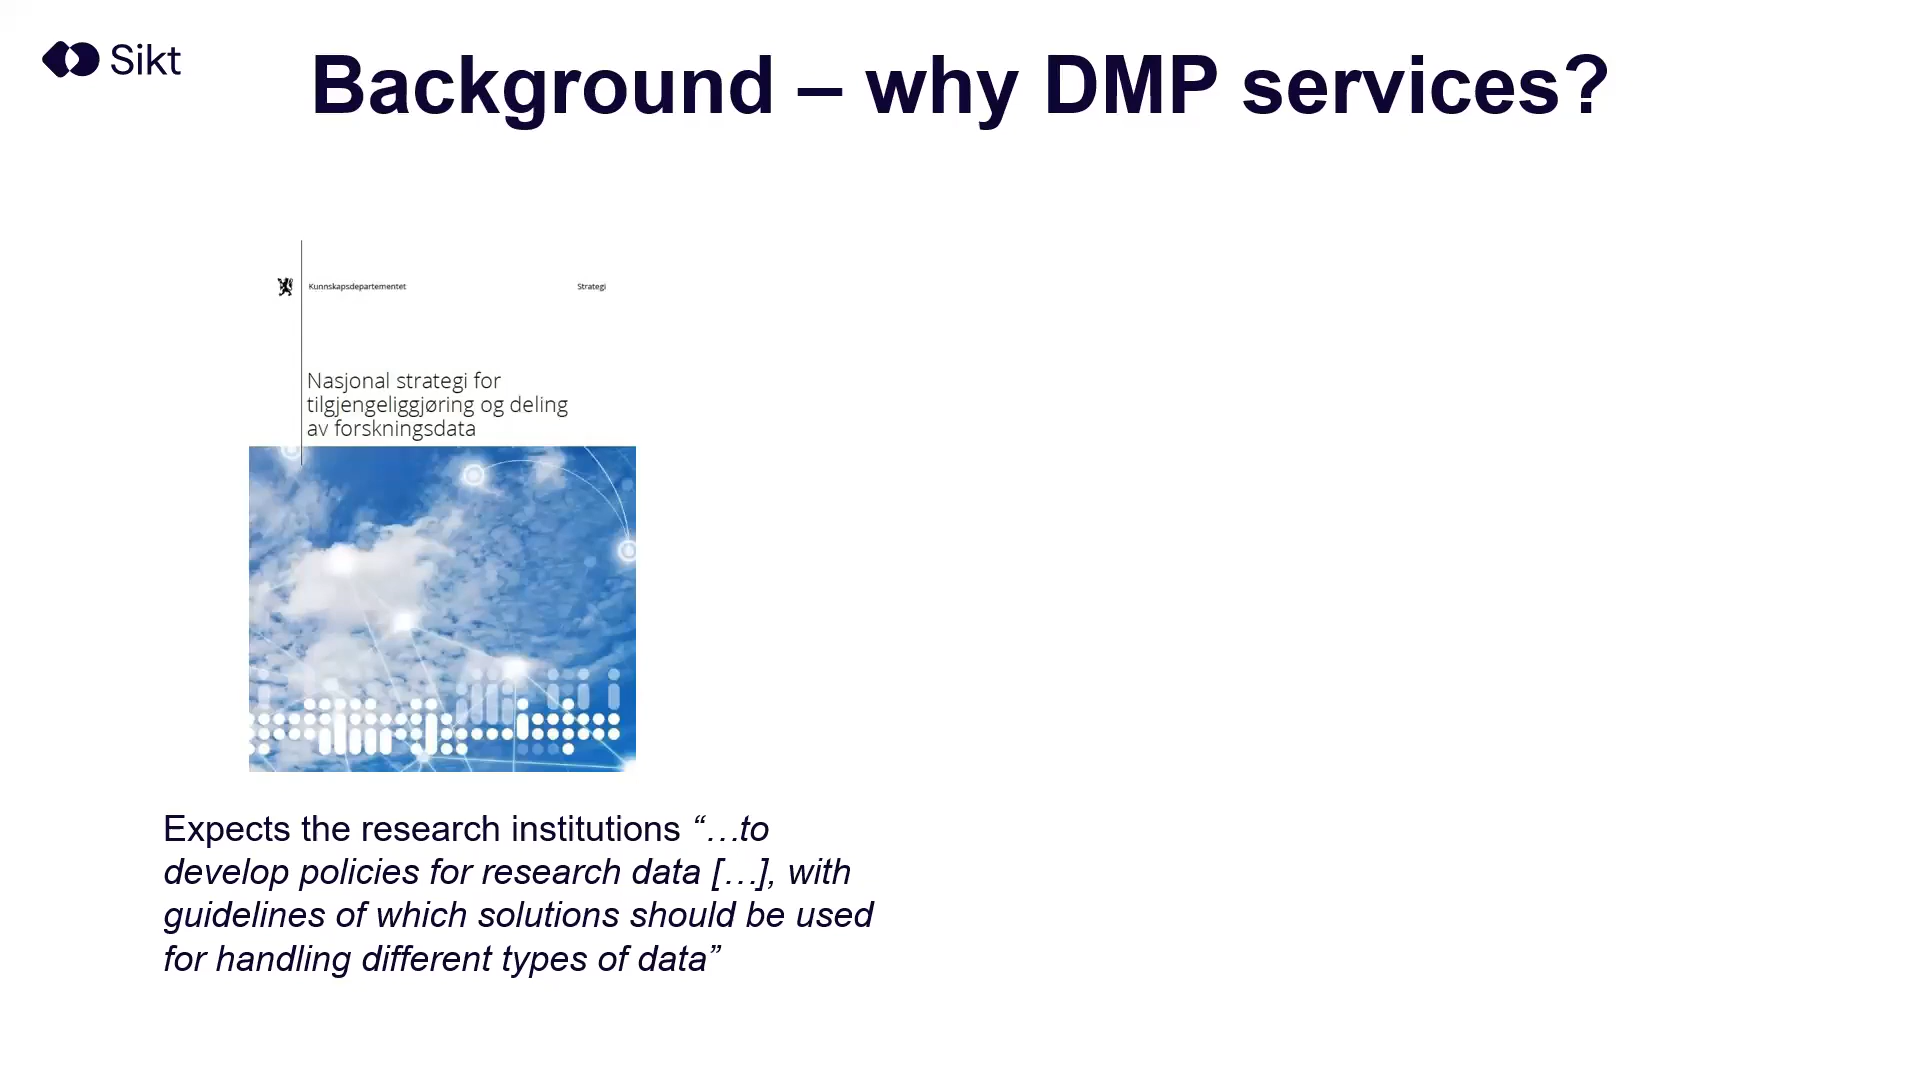 Sikt
Background – why DMP services?
Kunnskapsdepartementet
Strategi
Nasjonal strategi for
tilgjengeliggjøring og deling
av forskningsdata
Expects the research institutions “…to
develop policies for research data […], with
guidelines of which solutions should be used
for handling different types of data”